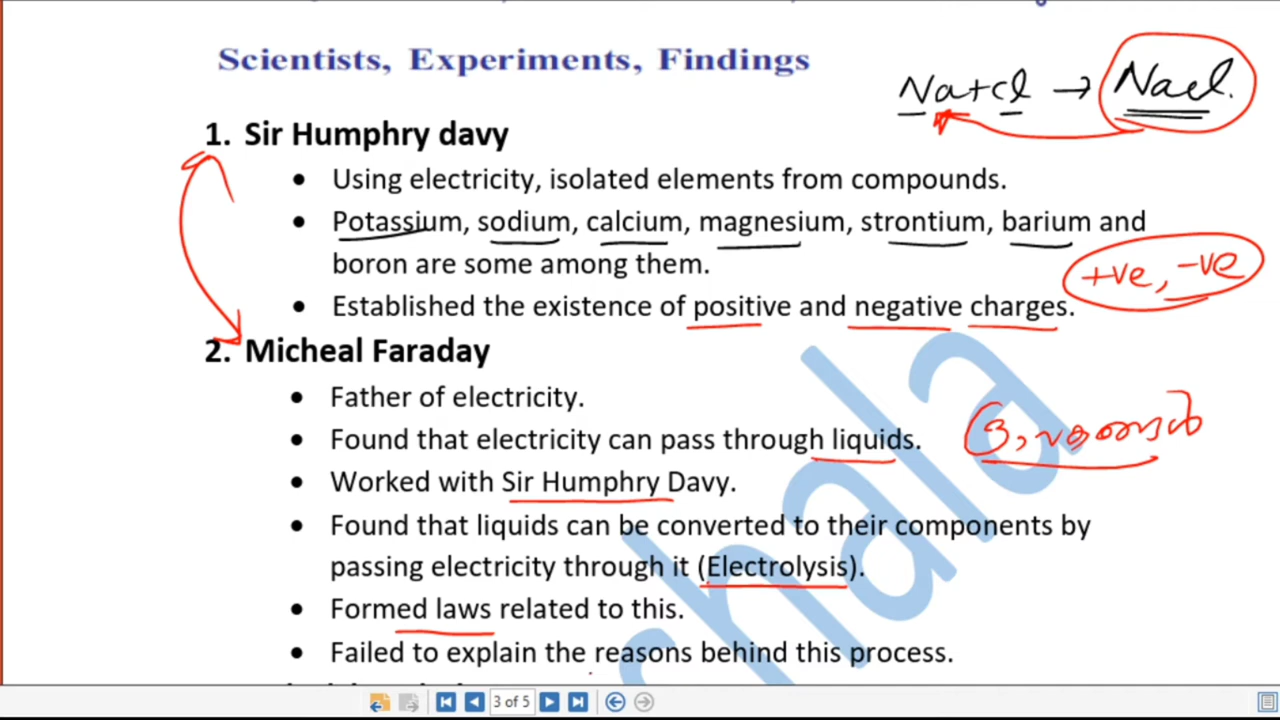 Scientists, Experiments, Findings
Na+cl → Nacl.
1. Sir Humphry davy
• Using electricity, isolated elements from compounds.
• Potassium, sodium, calcium, magnesium, strontium, barium and
boron are some among them.
+ve, -ve
• Established the existence of positive and negative charges.
2. Micheal Faraday
• Father of electricity.
• Found that electricity can pass through liquids.
• Worked with Sir Humphry Davy.
• Found that liquids can be converted to their components by
passing electricity through it (Electrolysis).
• Formed laws related to this.
• Failed to explain the reasons behind this process.
hala
3 of 5